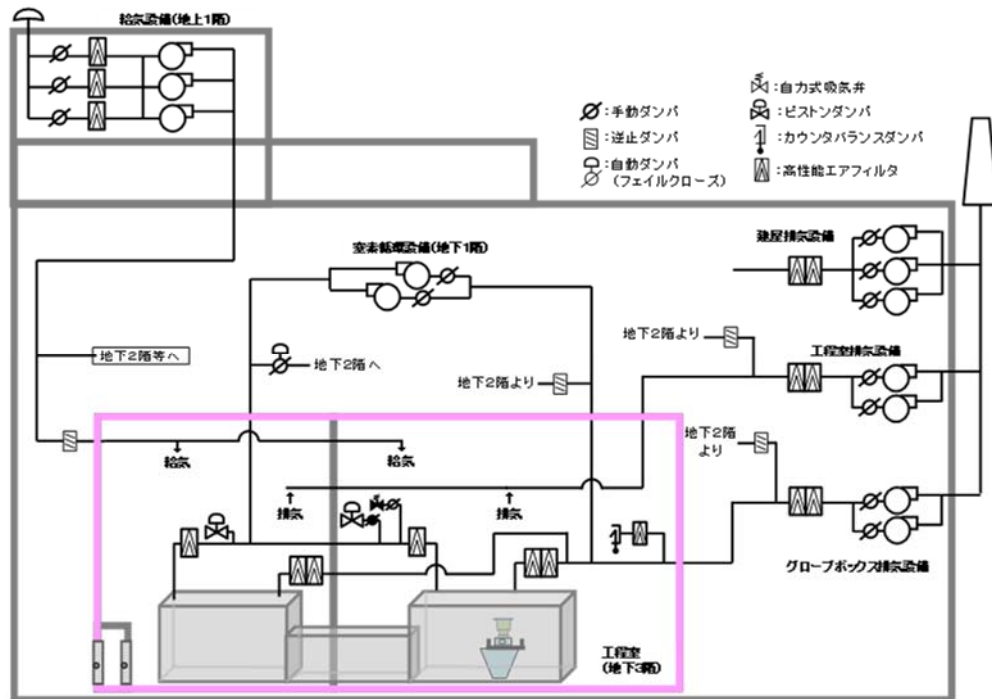 給気設備(地上1階)
:手動ダンパ
:逆止ダンパ
:自動ダンパ
(フェイルクローズ)
:自力式吸気弁
:ピストンダンパ
:カウンタバランスダンパ
:高性能エアフィルタ
建屋排気設備
窒素循環設備(地下1階)
地下2階より
工程室排気設備
地下2階等へ
地下2階へ
地下2階より
地下2階
より
給気
給気
排気
排気
グローブボックス排気設備
工程室
(地下3階)